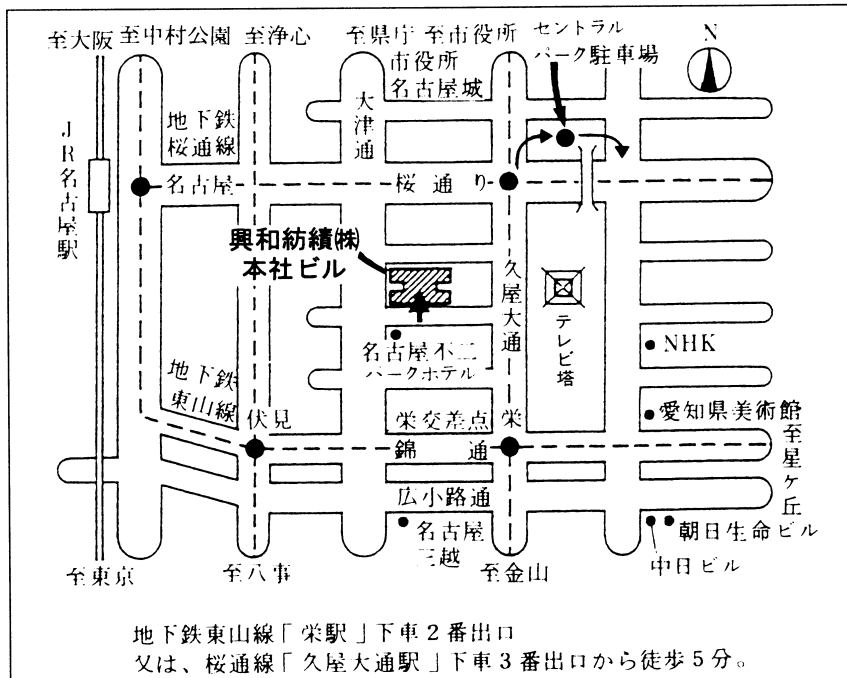 至大阪
至中村公園
至浄心
至県庁
至市役所
市役所
名古屋城
セントラル
パーク駐車場
N
大津通
地下鉄
桜通線
JR名古屋駅
名古屋
桜通り
興和紡績㈱
本社ビル
久屋大通
テレビ塔
名古屋不二
パークホテル
NHK
地下鉄
東山線
伏見
栄交差点
栄
愛知県美術館
錦通
至星ヶ丘
広小路通
名古屋
三越
朝日生命ビル
中日ビル
至東京
至八事
至金山
地下鉄東山線「栄駅」下車2番出口
又は、桜通線「久屋大通駅」下車3番出口から徒歩5分。